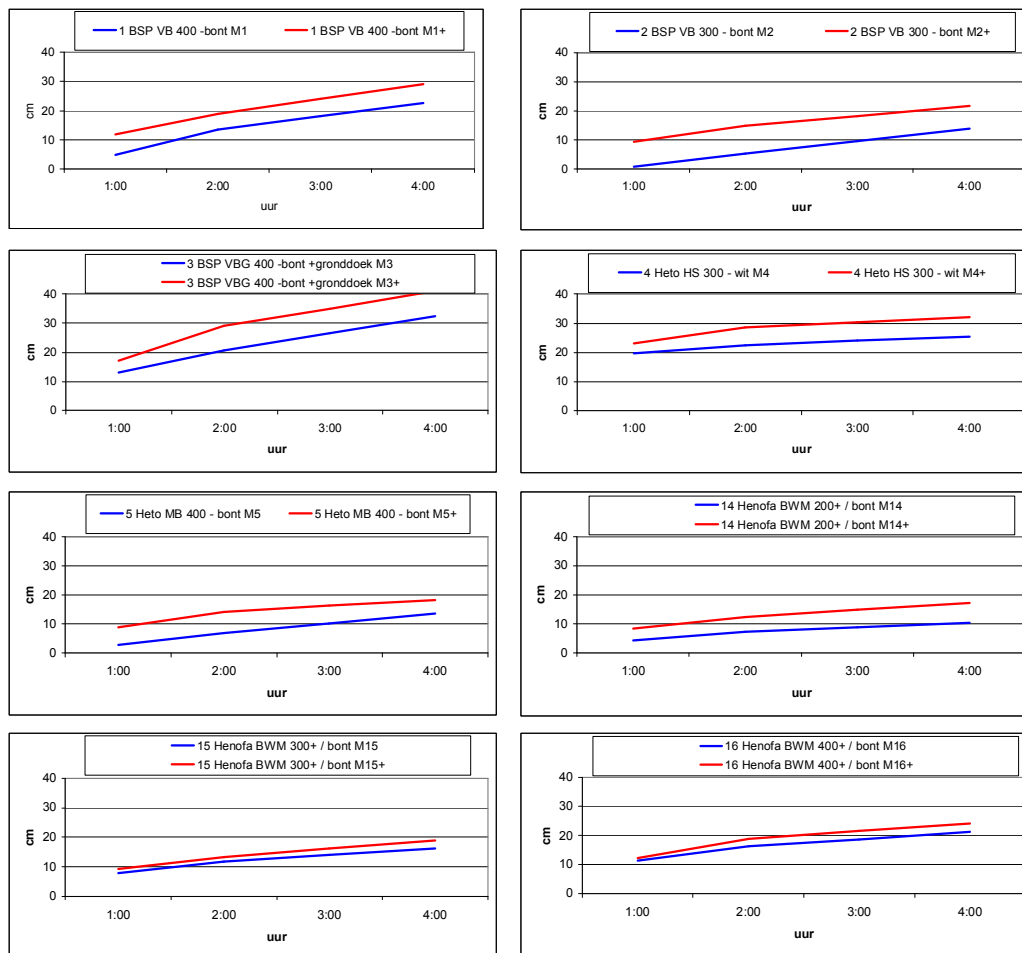 1 BSP VB 400 -bont M1 1 BSP VB 400 -bont M1+
40
30
20
10
0
cm
1:00 2:00 3:00 4:00
uur
2 BSP VB 300 - bont M2 2 BSP VB 300 - bont M2+
40
30
20
10
0
cm
1:00 2:00 3:00 4:00
uur
3 BSP VBG 400 -bont +gronddoek M3
3 BSP VBG 400 -bont +gronddoek M3+
40
30
20
10
0
cm
1:00 2:00 3:00 4:00
uur
4 Heto HS 300 - wit M4 4 Heto HS 300 - wit M4+
40
30
20
10
0
cm
1:00 2:00 3:00 4:00
uur
5 Heto MB 400 - bont M5 5 Heto MB 400 - bont M5+
40
30
20
10
0
cm
1:00 2:00 3:00 4:00
uur
14 Henofa BWM 200+ / bont M14
14 Henofa BWM 200+ / bont M14+
40
30
20
10
0
cm
1:00 2:00 3:00 4:00
uur
15 Henofa BWM 300+ / bont M15
15 Henofa BWM 300+ / bont M15+
40
30
20
10
0
cm
1:00 2:00 3:00 4:00
uur
16 Henofa BWM 400+ / bont M16
16 Henofa BWM 400+ / bont M16+
40
30
20
10
0
cm
1:00 2:00 3:00 4:00
uur